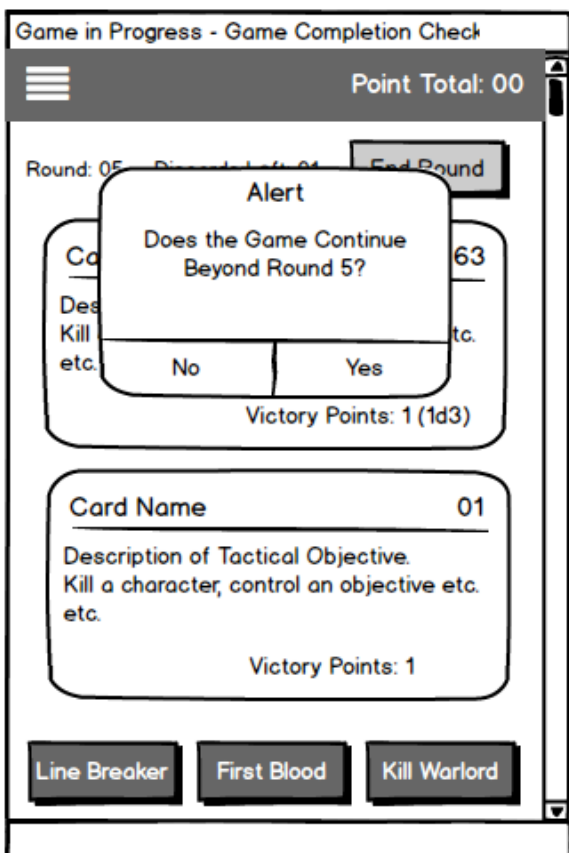 Game in Progress - Game Completion Check
Point Total: 00
Round: 05 End Round
Alert
Does the Game Continue
Beyond Round 5?
No Yes
63
Kill
etc.
Victory Points: 1 (1d3)
Card Name 01
Description of Tactical Objective.
Kill a character, control an objective etc.
etc.
Victory Points: 1
Line Breaker First Blood Kill Warlord